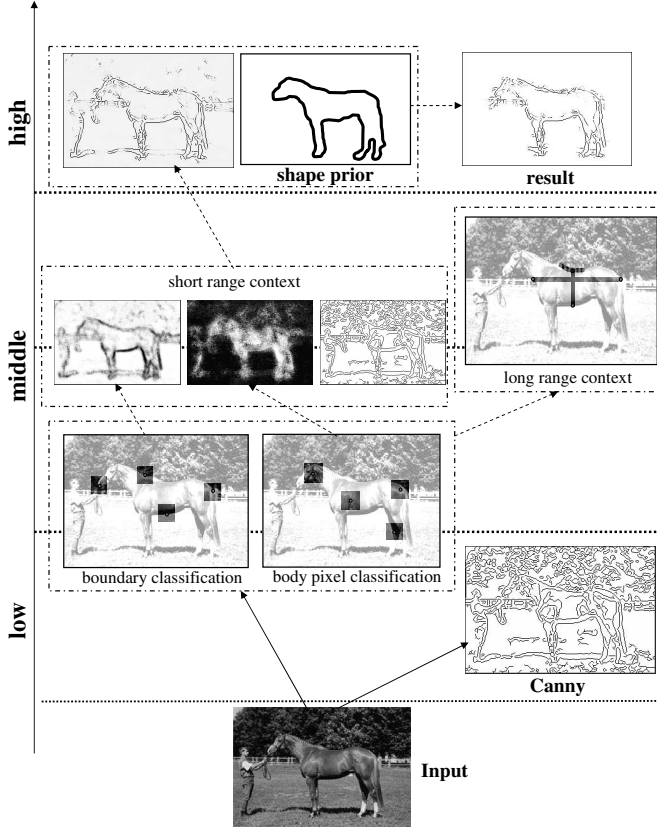 high
shape prior
result
short range context
middle
long range context
boundary classification
body pixel classification
low
Canny
Input